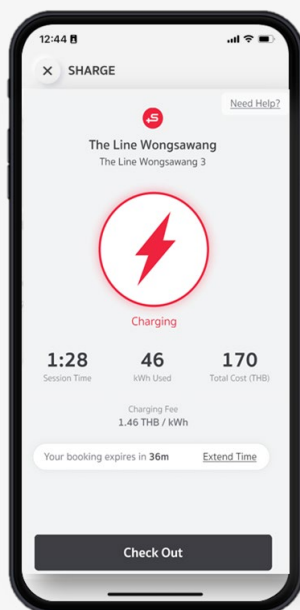 12:44
SHARGE
Need Help?
The Line Wongsawang
The Line Wongsawang 3
Charging
1:28 46 170
Session Time kWh Used Total Cost (THB)
Charging Fee
1.46 THB / kWh
Your booking expires in 36m Extend Time
Check Out